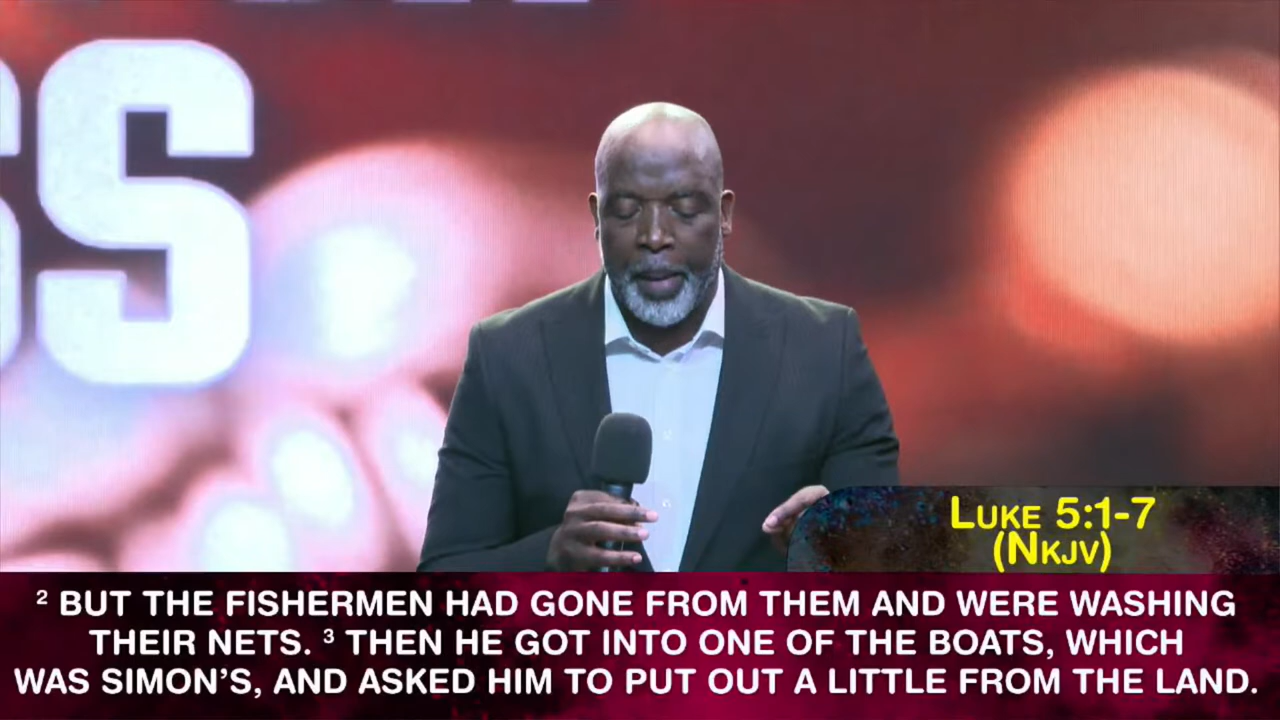 SS
LUKE 5:1-7
(NKJV)
² BUT THE FISHERMEN HAD GONE FROM THEM AND WERE WASHING
THEIR NETS. ³ THEN HE GOT INTO ONE OF THE BOATS, WHICH
WAS SIMON'S, AND ASKED HIM TO PUT OUT A LITTLE FROM THE LAND.